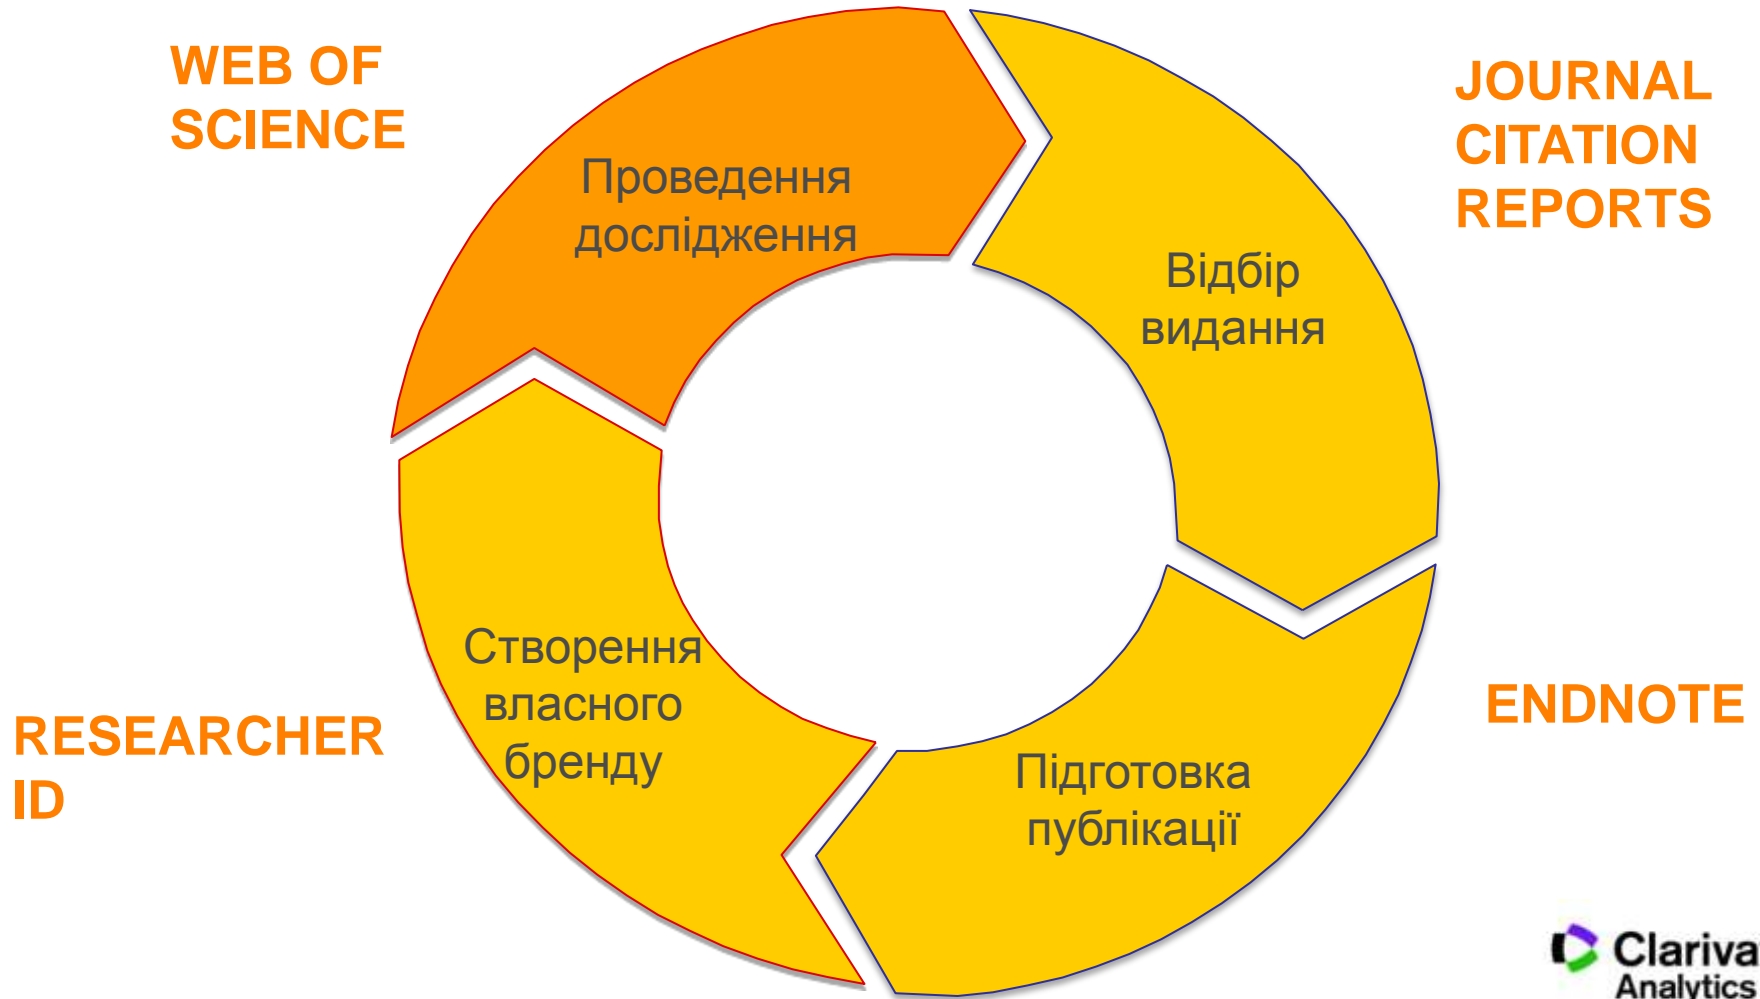 WEB OF
SCIENCE
Проведення
дослідження
JOURNAL
CITATION
REPORTS
Відбір
видання
ENDNOTE
Підготовка
публікації
RESEARCHER
ID
Створення
власного
бренду
Clariva
Analytics